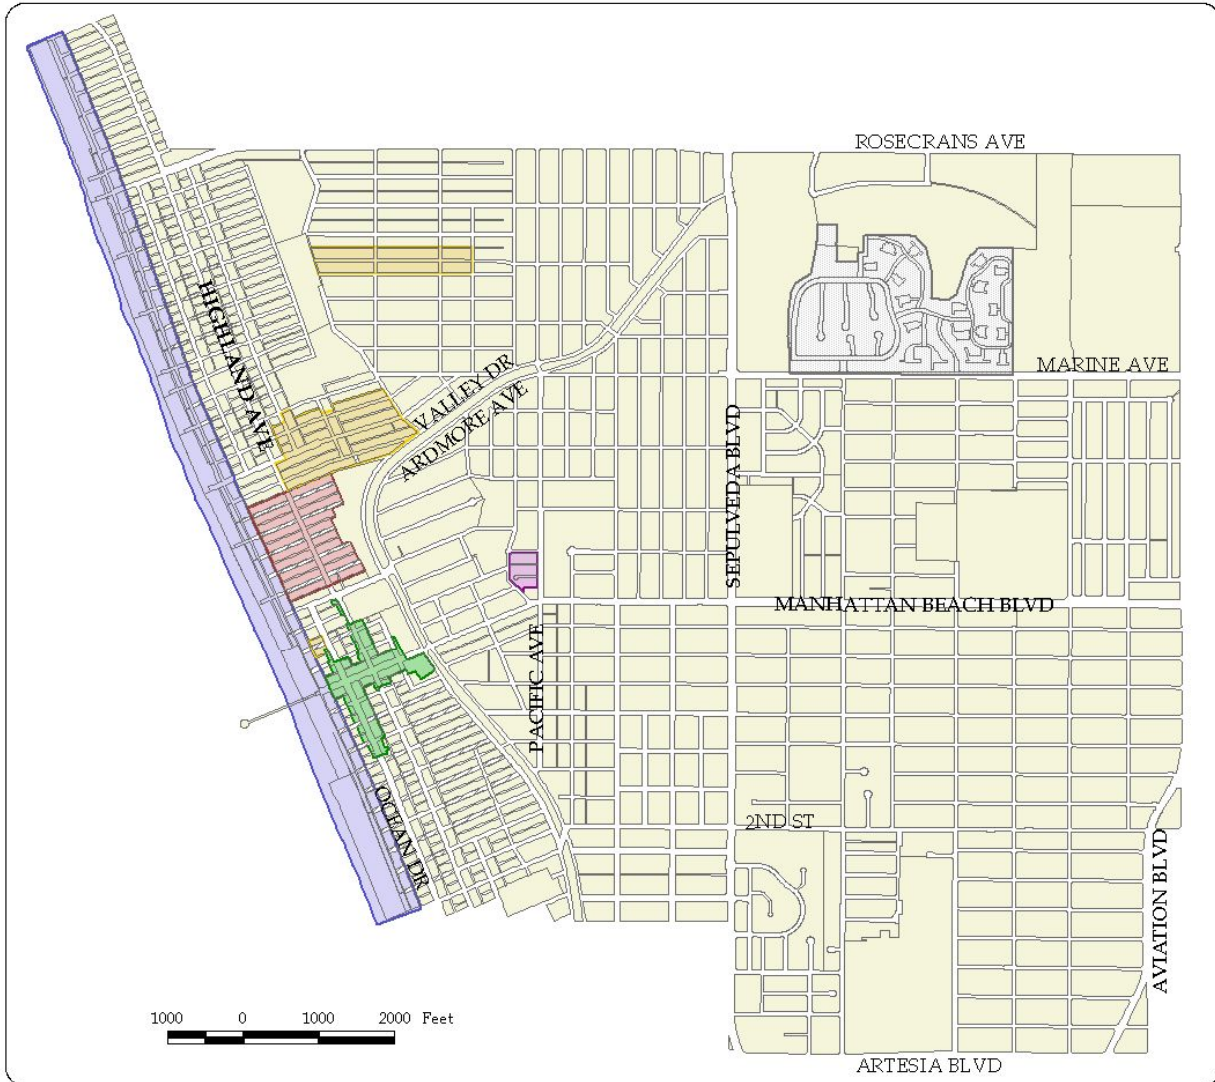 ROSECRANS AVE
HIGHLAND AVE
VALLEY DR
ARDMORE AVE
MARINE AVE
SEPULVEDA BLVD
MANHATTAN BEACH BLVD
PACIFIC AVE
OCEAN DR
2ND ST
AVIATION BLVD
1000 0 1000 2000 Feet
ARTESIA BLVD